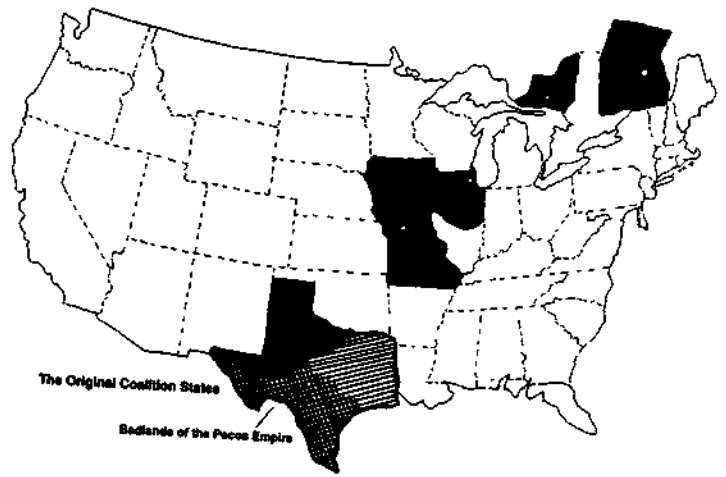 The Original Coalition States
Badlands of the Pecos Empire